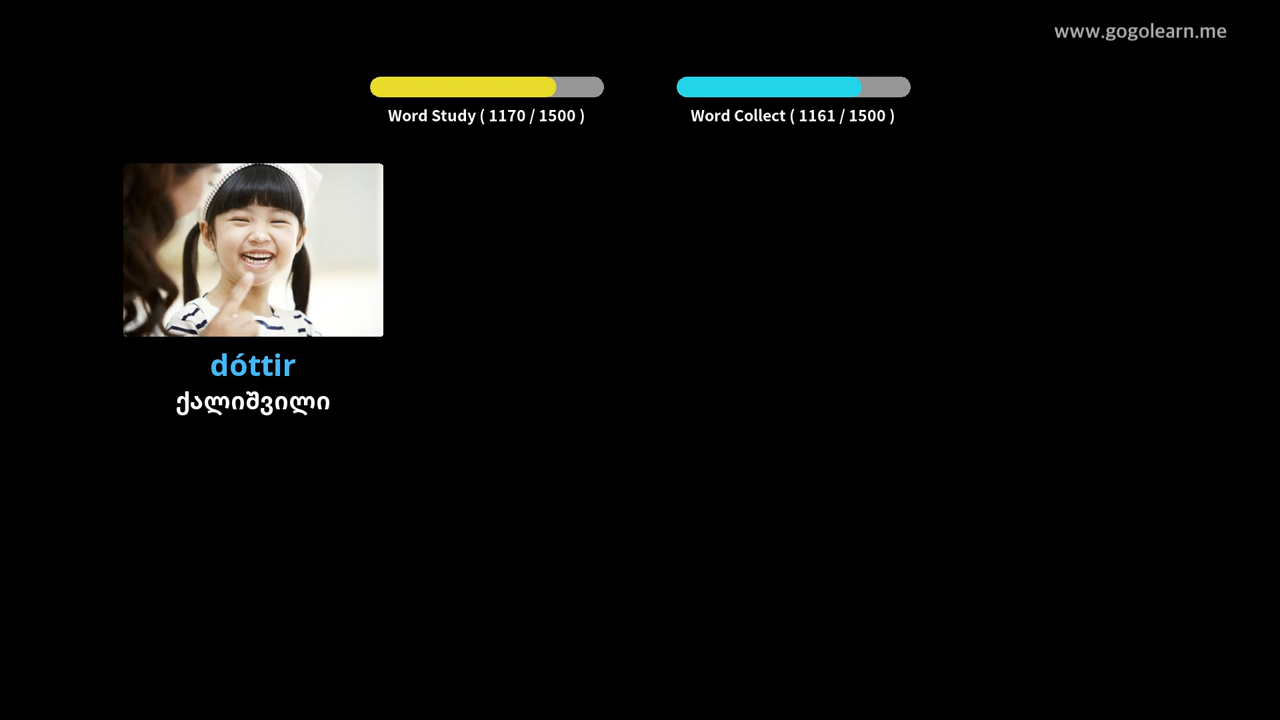 www.gogolearn.me
Word Study ( 1170 / 1500 )
Word Collect ( 1161 / 1500 )
dóttir
ქალიშვილი